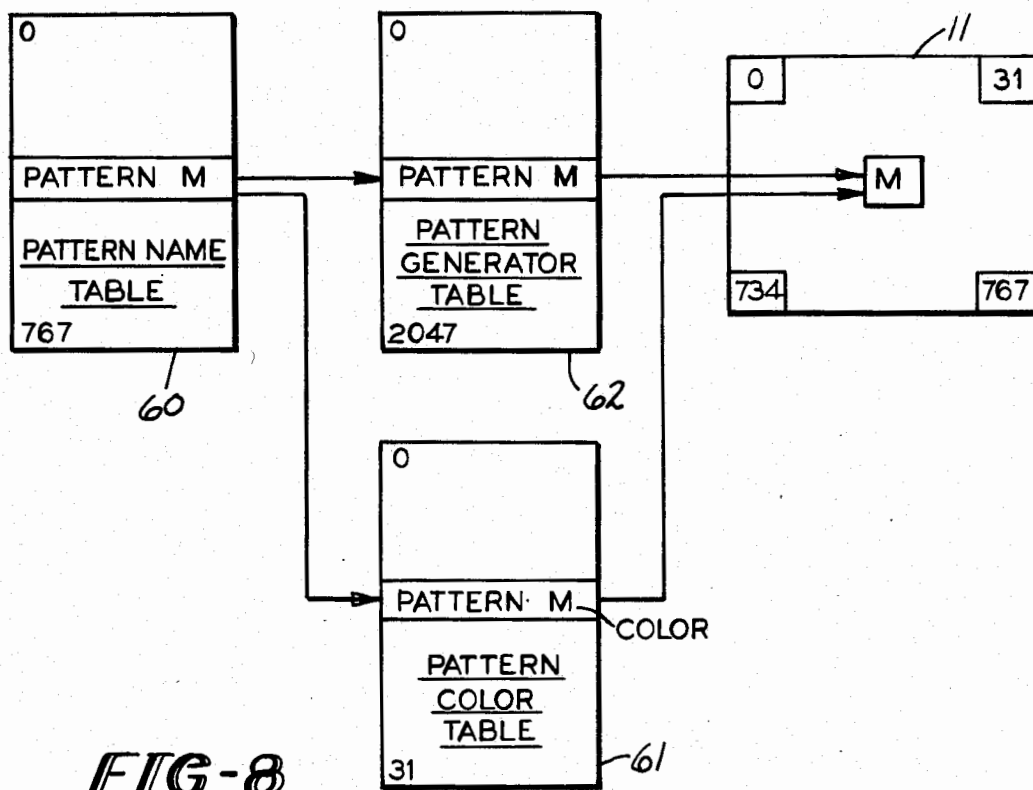 0
PATTERN M
PATTERN NAME
TABLE
767
60
0
PATTERN M
PATTERN
GENERATOR
TABLE
2047
62
11
0
31
M
734
767
0
PATTERN M
COLOR
PATTERN
COLOR
TABLE
31
61
FIG-8